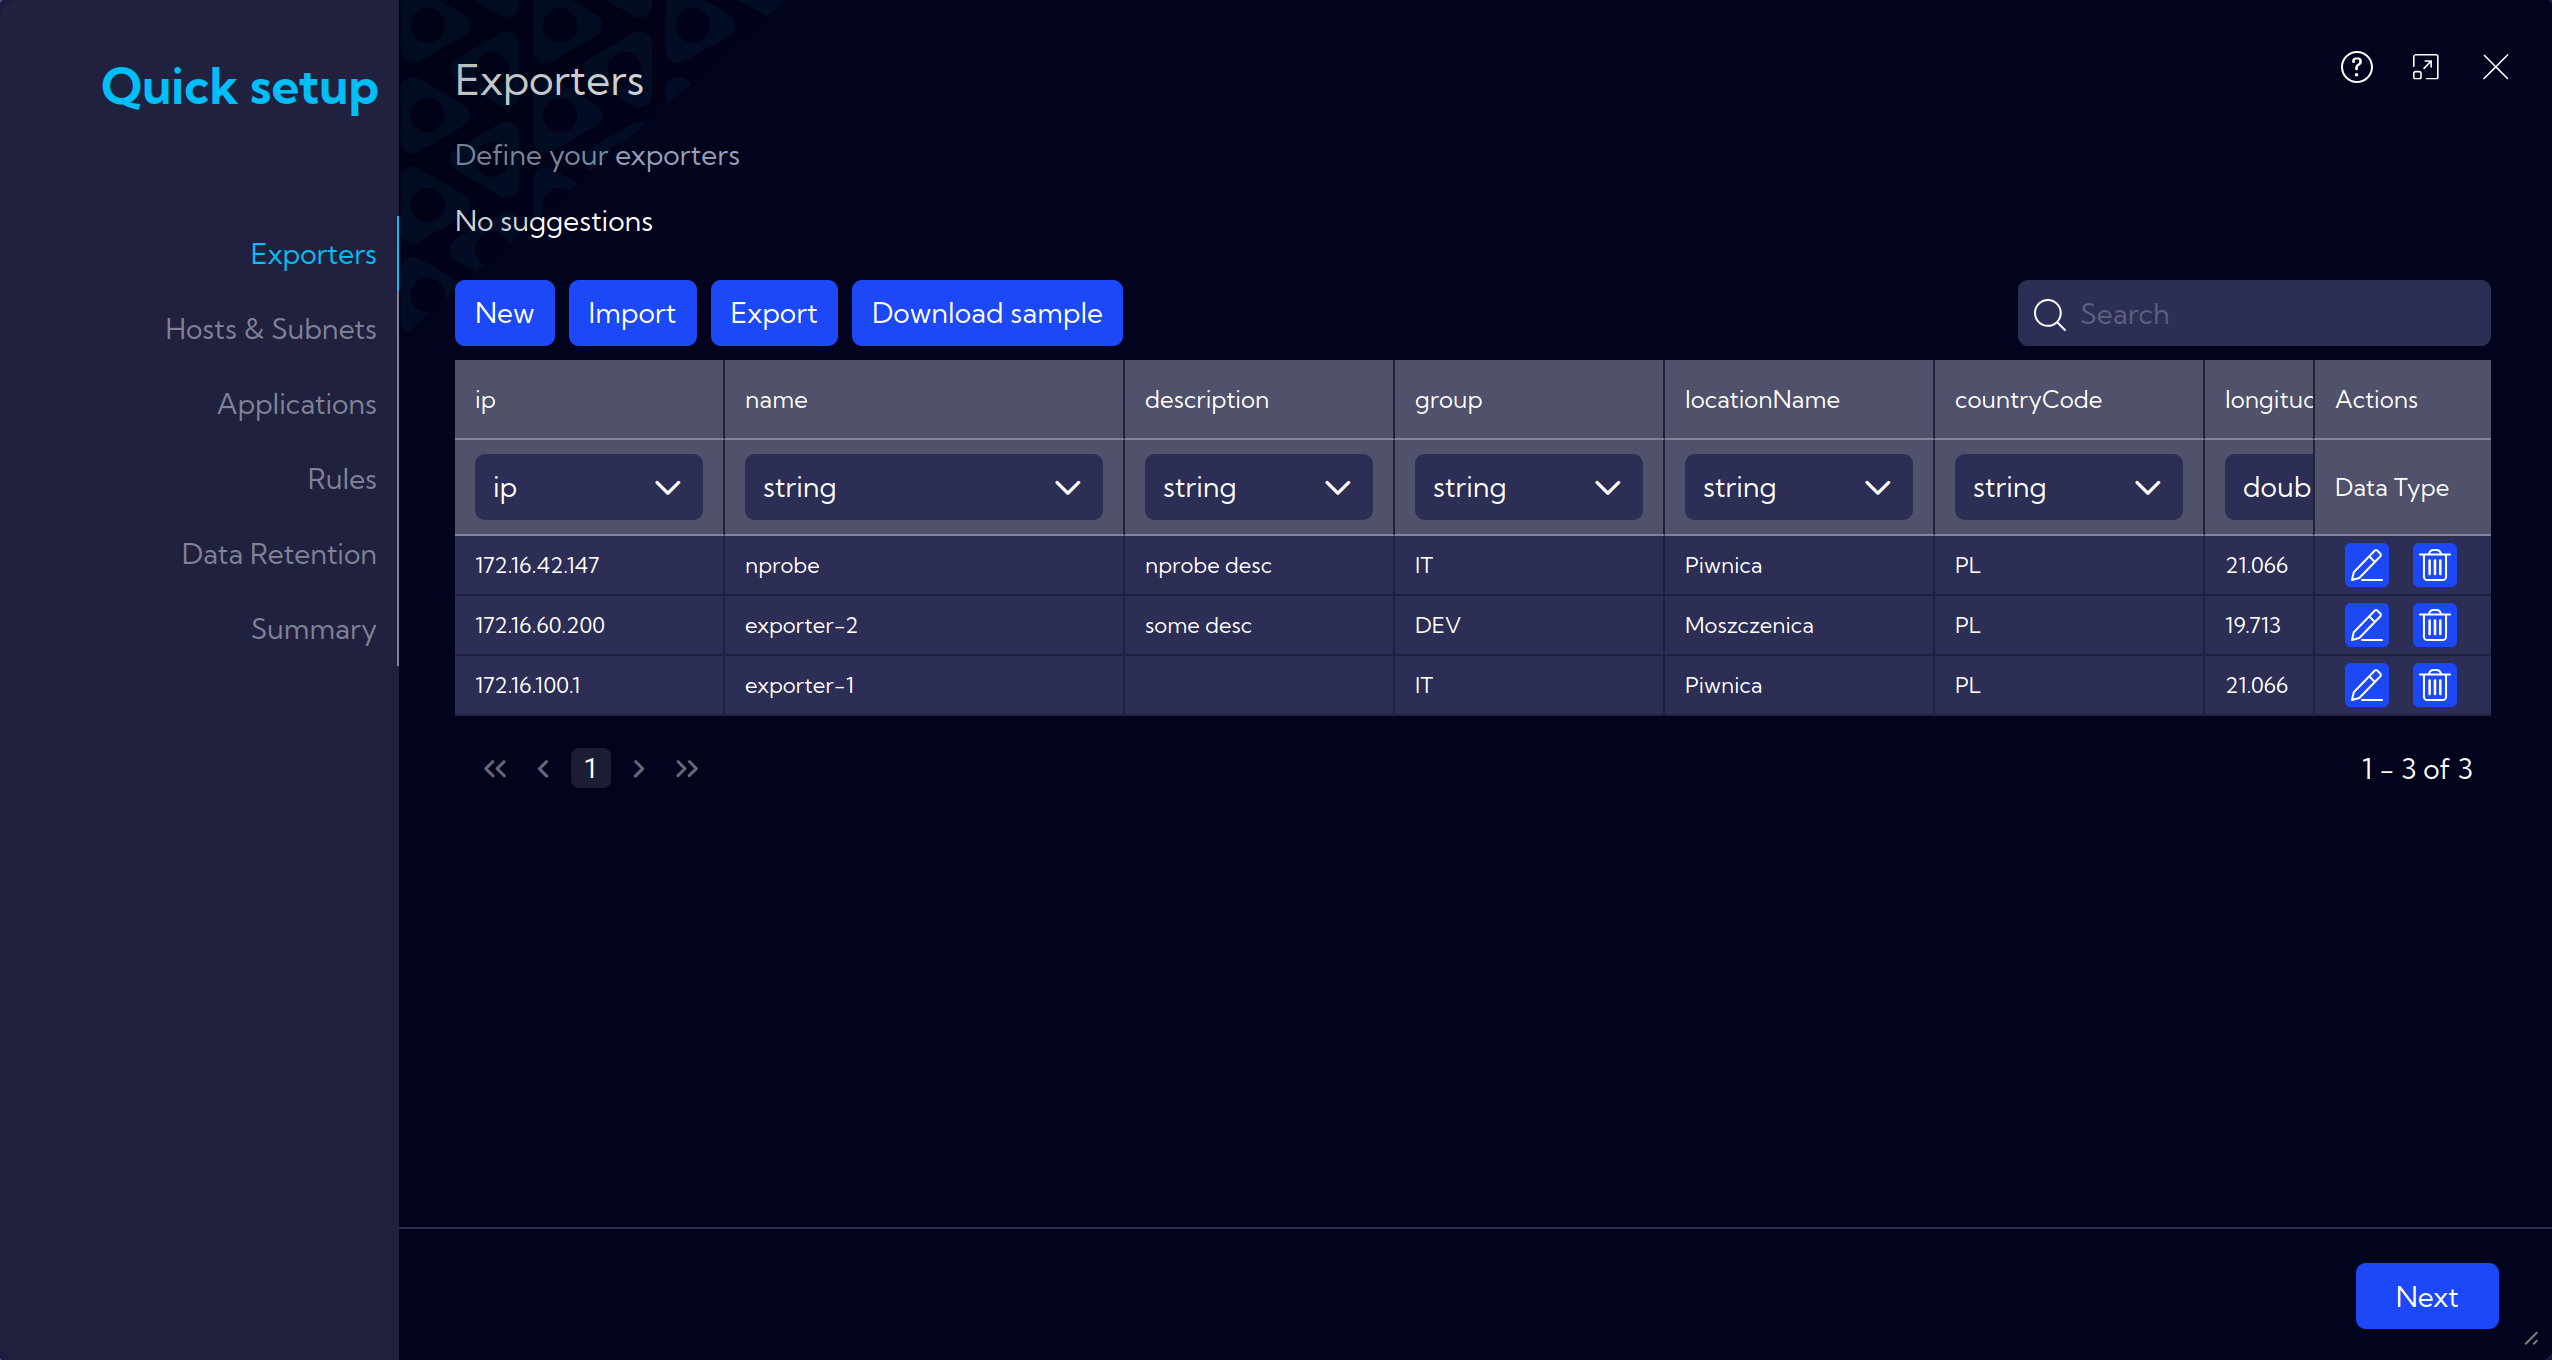 Quick setup
Exporters
Hosts & Subnets
Applications
Rules
Data Retention
Summary
Exporters
Define your exporters
No suggestions
New Import Export Download sample Search
ip name description group locationName countryCode longituc Actions
ip string string string string string doub Data Type
172.16.42.147 nprobe nprobe desc IT Piwnica PL 21.066
172.16.60.200 exporter-2 some desc DEV Moszczenica PL 19.713
172.16.100.1 exporter-1 IT Piwnica PL 21.066
1 1 - 3 of 3
Next